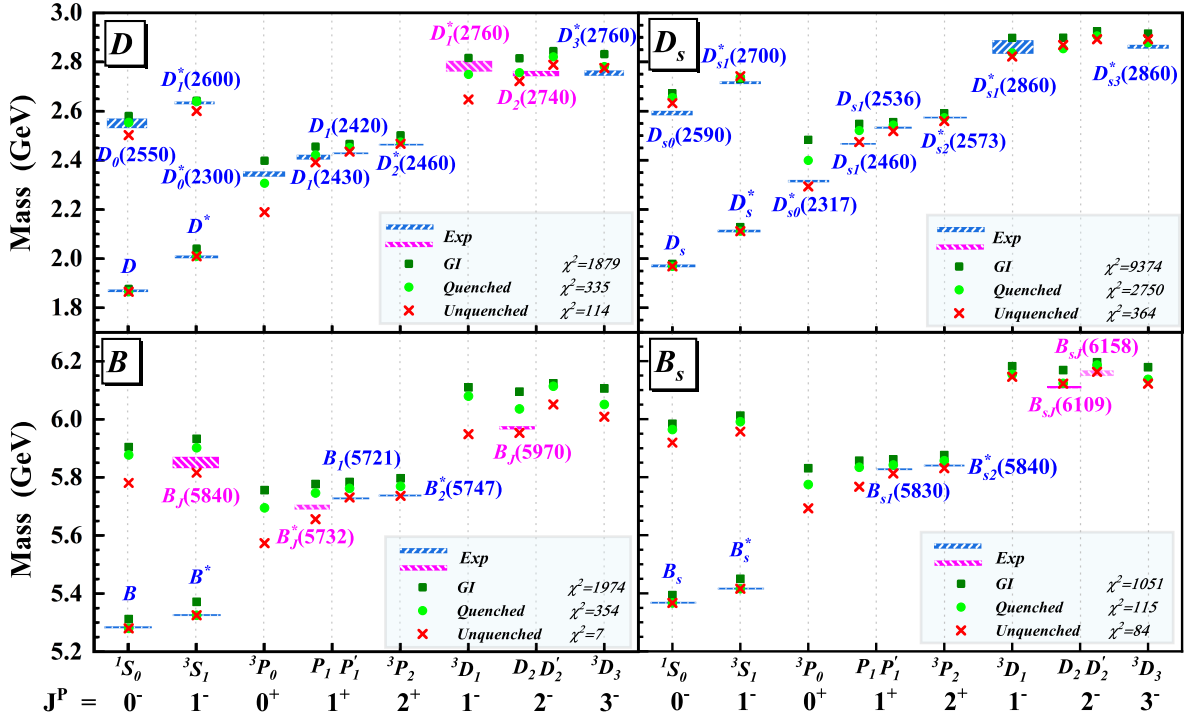 Mass (GeV)
3.0
2.8
2.6
2.4
2.2
2.0
1.8
D
D₀(2550)
D₁*(2600)
D₀*(2300)
D₁(2430)
D₁(2420)
D₂*(2460)
D₁*(2760)
D₂(2740)
D₃*(2760)
D
D*
Exp
GI χ²=1879
Quenched χ²=335
Unquenched χ²=114
Dₛ
Dₛ₀(2590)
Dₛ₁*(2700)
Dₛ₀*(2317)
Dₛ₁(2460)
Dₛ₁(2536)
Dₛ₂*(2573)
Dₛ₁*(2860)
Dₛ₃*(2860)
Dₛ
Dₛ*
Exp
GI χ²=9374
Quenched χ²=2750
Unquenched χ²=364
Mass (GeV)
6.2
6.0
5.8
5.6
5.4
5.2
B
B_J(5840)
B_J*(5732)
B₁(5721)
B₂*(5747)
B_J(5970)
B
B*
Exp
GI χ²=1974
Quenched χ²=354
Unquenched χ²=7
Bₛ
B_sJ(6158)
B_sJ(6109)
Bₛ₁(5830)
Bₛ₂*(5840)
Bₛ
Bₛ*
Exp
GI χ²=1051
Quenched χ²=115
Unquenched χ²=84
¹S₀ ³S₁ ³P₀ P₁ P₁′ ³P₂ ³D₁ D₂ D₂′ ³D₃ ¹S₀ ³S₁ ³P₀ P₁ P₁′ ³P₂ ³D₁ D₂ D₂′ ³D₃
Jᴾ = 0⁻ 1⁻ 0⁺ 1⁺ 2⁺ 1⁻ 2⁻ 3⁻ 0⁻ 1⁻ 0⁺ 1⁺ 2⁺ 1⁻ 2⁻ 3⁻